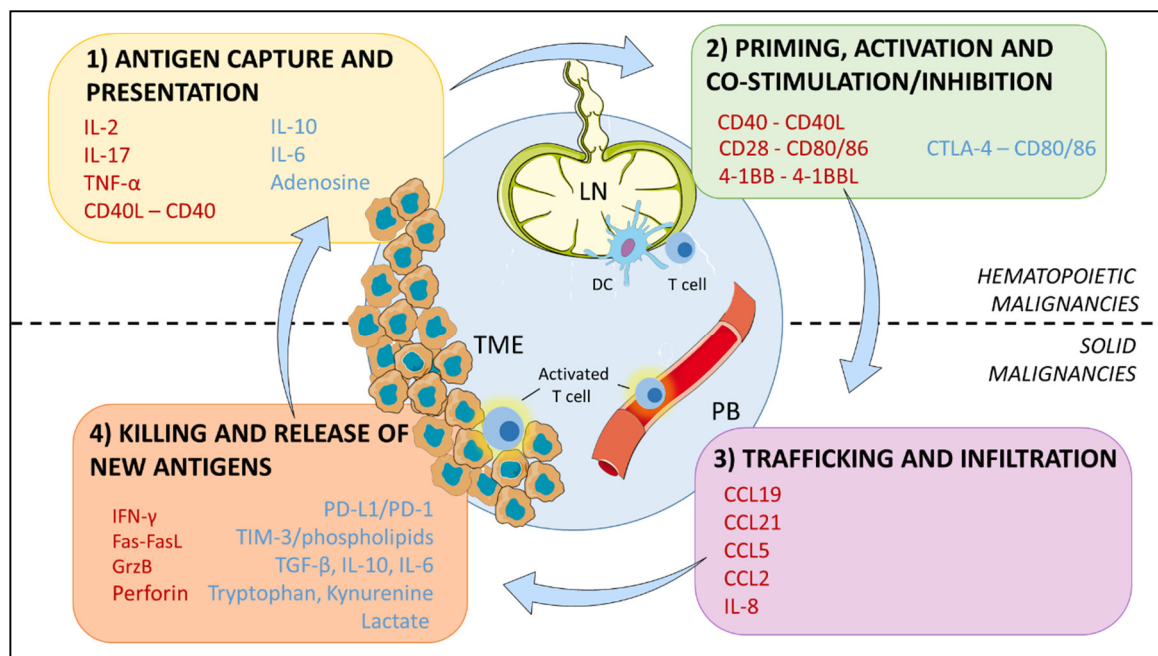 1) ANTIGEN CAPTURE AND
PRESENTATION
IL-2
IL-17
TNF-α
CD40L – CD40
IL-10
IL-6
Adenosine
2) PRIMING, ACTIVATION AND
CO-STIMULATION/INHIBITION
CD40 - CD40L
CD28 - CD80/86
4-1BB - 4-1BBL
CTLA-4 – CD80/86
LN
DC
T cell
HEMATOPOIETIC
MALIGNANCIES
SOLID
MALIGNANCIES
TME
Activated
T cell
PB
3) TRAFFICKING AND INFILTRATION
CCL19
CCL21
CCL5
CCL2
IL-8
4) KILLING AND RELEASE OF
NEW ANTIGENS
IFN-γ
Fas-FasL
GrzB
Perforin
PD-L1/PD-1
TIM-3/phospholipids
TGF-β, IL-10, IL-6
Tryptophan, Kynurenine
Lactate